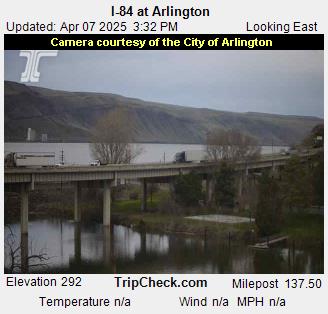 I-84 at Arlington
Updated: Apr 07 2025 3:32 PM Looking East
Camera courtesy of the City of Arlington
Elevation 292 TripCheck.com Milepost 137.50
Temperature n/a Wind n/a MPH n/a